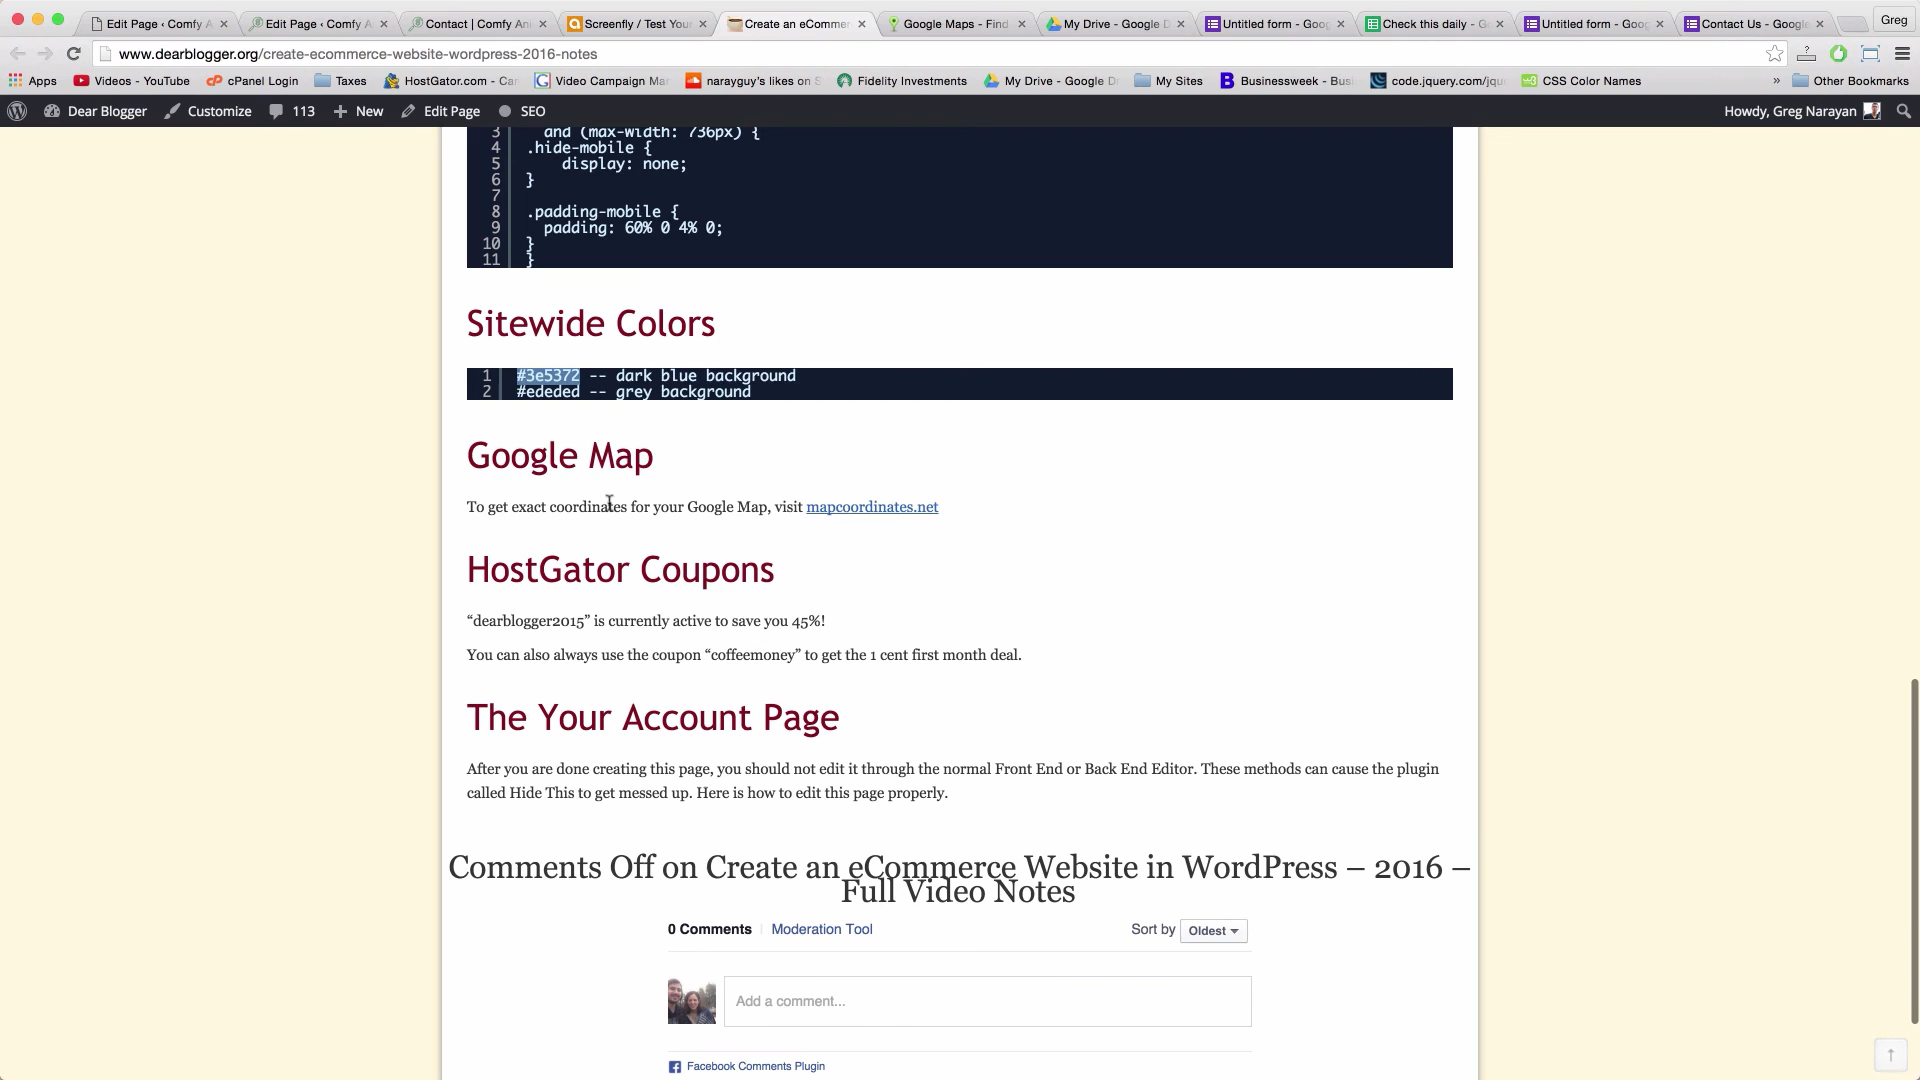 Edit Page ‹ Comfy A
Edit Page ‹ Comfy A
Contact | Comfy An
Screenfly / Test Your
Create an eCommer
Google Maps - Find
My Drive - Google D
Untitled form - Goog
Check this daily - G
Untitled form - Goog
Contact Us - Google
Greg
www.dearblogger.org/create-ecommerce-website-wordpress-2016-notes
Apps
Videos - YouTube
cPanel Login
Taxes
HostGator.com - Car
Video Campaign Mar
narayguy's likes on S
Fidelity Investments
My Drive - Google Dr
My Sites
Businessweek - Busi
code.jquery.com/jqu
CSS Color Names
»
Other Bookmarks
Dear Blogger
Customize
113
New
Edit Page
SEO
Howdy, Greg Narayan
3 and (max-width: 736px) {
4 .hide-mobile {
5 display: none;
6 }
7
8 .padding-mobile {
9 padding: 60% 0 4% 0;
10 }
11 }
Sitewide Colors
1 #3e5372 -- dark blue background
2 #ededed -- grey background
Google Map
To get exact coordinates for your Google Map, visit mapcoordinates.net
HostGator Coupons
“dearblogger2015” is currently active to save you 45%!
You can also always use the coupon “coffeemoney” to get the 1 cent first month deal.
The Your Account Page
After you are done creating this page, you should not edit it through the normal Front End or Back End Editor. These methods can cause the plugin
called Hide This to get messed up. Here is how to edit this page properly.
Comments Off on Create an eCommerce Website in WordPress – 2016 –
Full Video Notes
0 Comments
Moderation Tool
Sort by
Oldest
Add a comment...
Facebook Comments Plugin